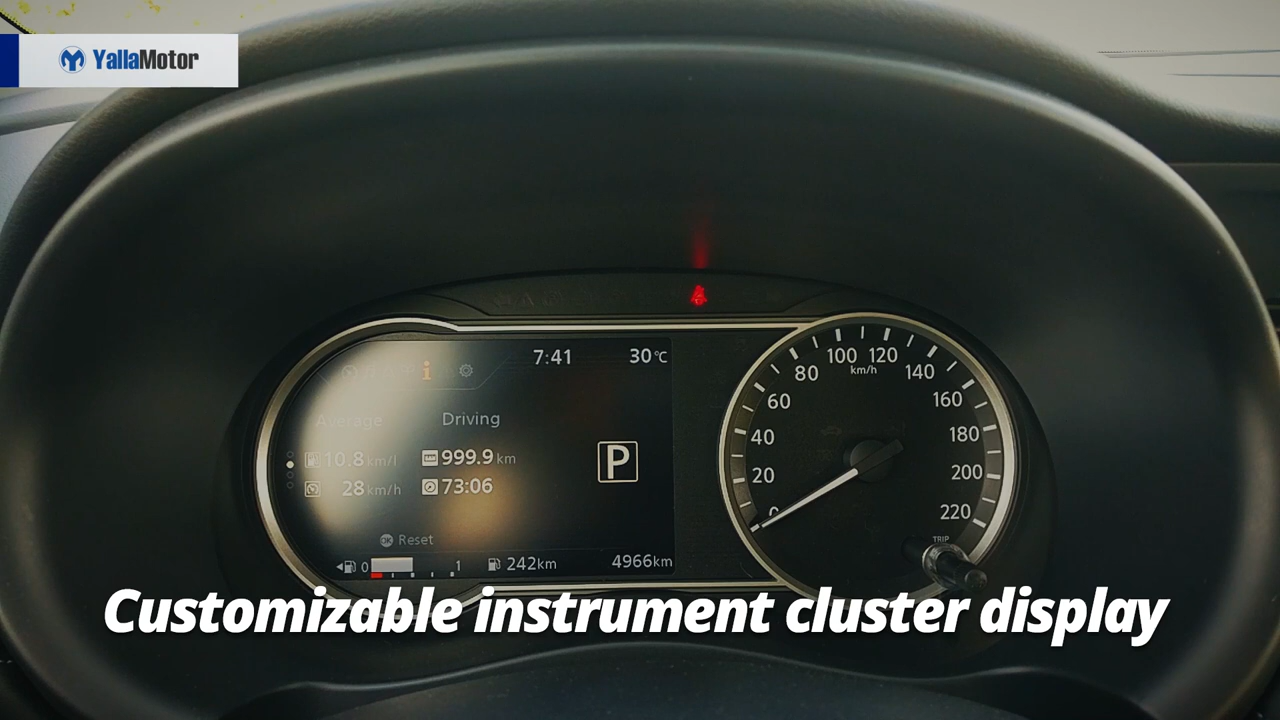 YallaMotor
7:41 30°C
i
Average Driving
10.8 km/l 999.9 km
28 km/h 73:06
P
OK Reset
0 1 242km 4966km
0 20 40 60 80 100 120 140 160 180 200 220
km/h
TRIP
Customizable instrument cluster display